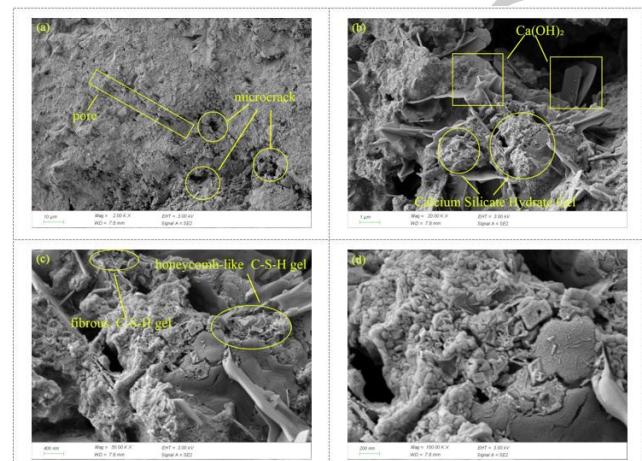 (a)
microcrack
pore
10 μm
Mag = 2.00 K X
EHT = 3.00 kV
WD = 7.9 mm
Signal A = SE2
(b)
Ca(OH)₂
Calcium Silicate Hydrate Gel
1 μm
Mag = 20.00 K X
EHT = 3.00 kV
WD = 7.9 mm
Signal A = SE2
(c)
honeycomb-like C-S-H gel
fibrous C-S-H gel
400 nm
Mag = 50.00 K X
EHT = 3.00 kV
WD = 7.8 mm
Signal A = SE2
(d)
200 nm
Mag = 100.00 K X
EHT = 3.00 kV
WD = 7.8 mm
Signal A = SE2